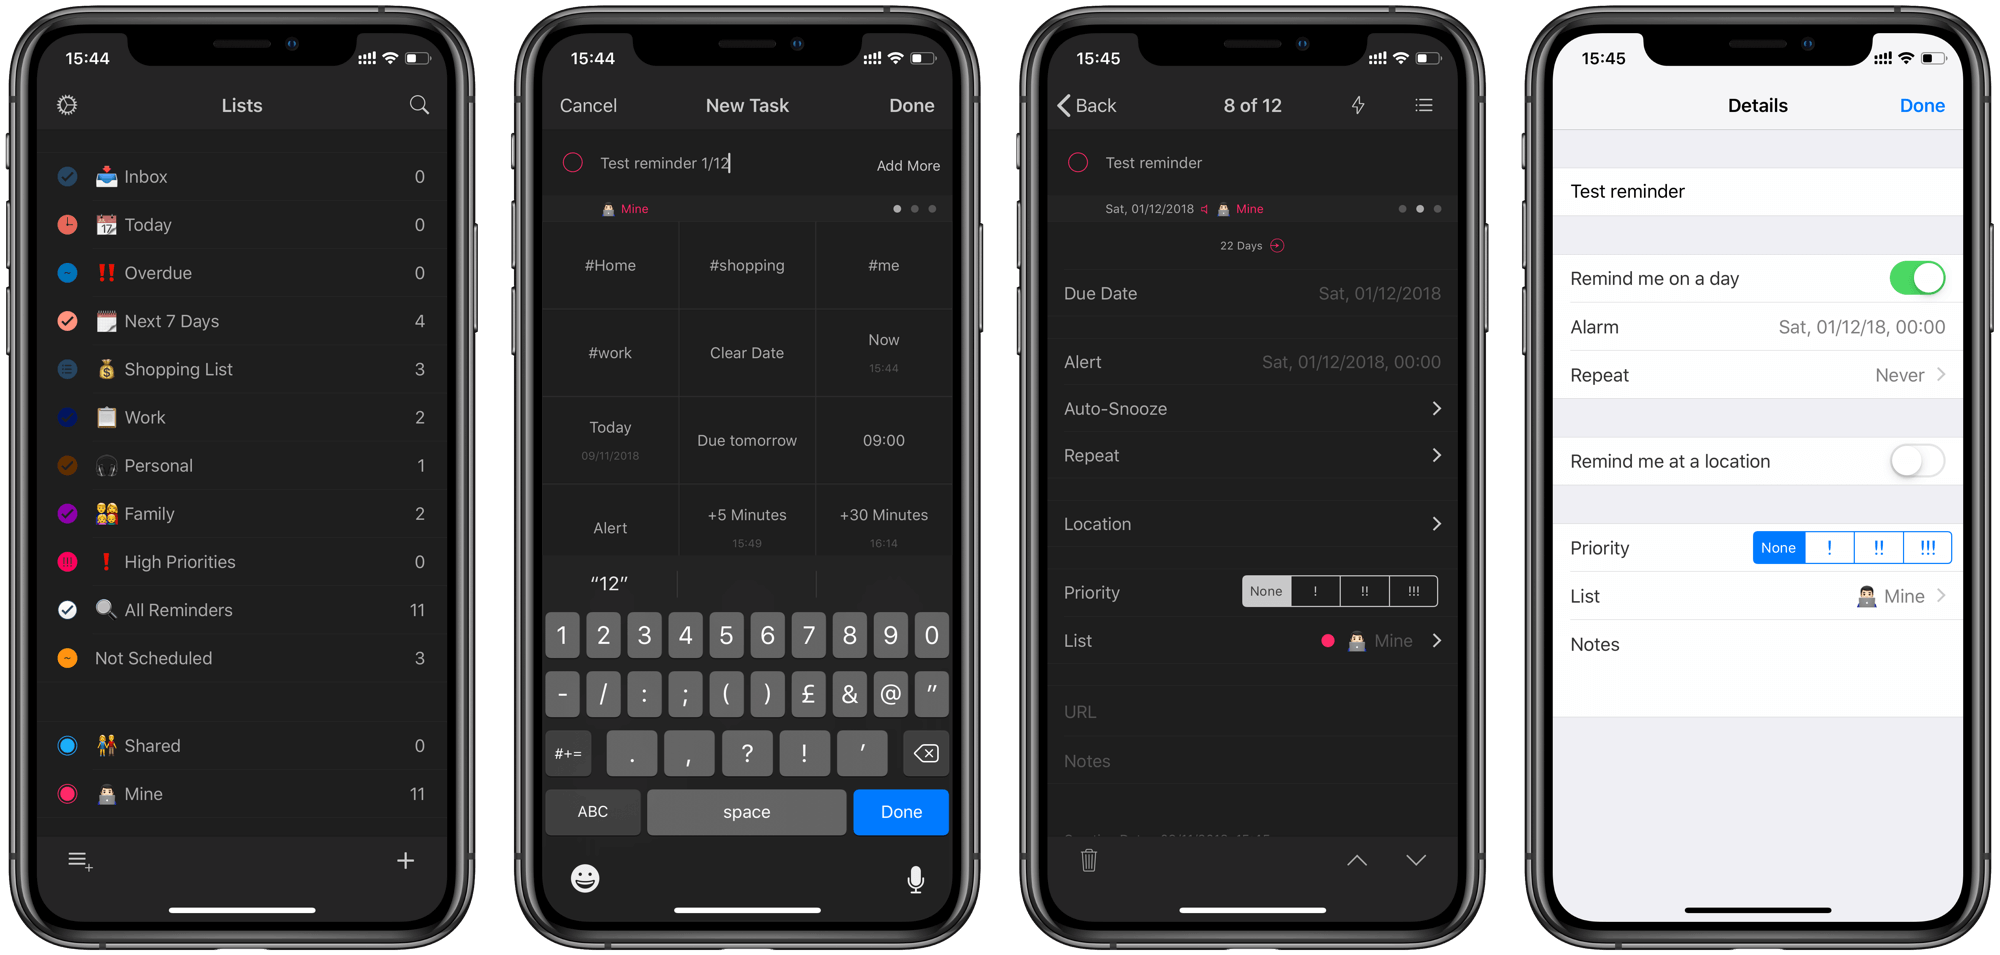 15:44
Lists
Inbox 0
17
Today 0
Overdue 0
Next 7 Days 4
Shopping List 3
Work 2
Personal 1
Family 2
High Priorities 0
All Reminders 11
Not Scheduled 3
Shared 0
Mine 11
15:44
Cancel New Task Done
Test reminder 1/12 Add More
Mine
#Home #shopping #me
#work Clear Date Now
15:44
Today Due tomorrow 09:00
09/11/2018
Alert +5 Minutes +30 Minutes
15:49 16:14
“12”
1 2 3 4 5 6 7 8 9 0
- / : ; ( ) £ & @ "
#+= . , ? ! '
ABC space Done
15:45
Back 8 of 12
Test reminder
Sat, 01/12/2018 Mine
22 Days
Due Date Sat, 01/12/2018
Alert Sat, 01/12/2018, 00:00
Auto-Snooze
Repeat
Location
Priority None ! !! !!!
List Mine
URL
Notes
15:45
Details Done
Test reminder
Remind me on a day
Alarm Sat, 01/12/18, 00:00
Repeat Never
Remind me at a location
Priority None ! !! !!!
List Mine
Notes